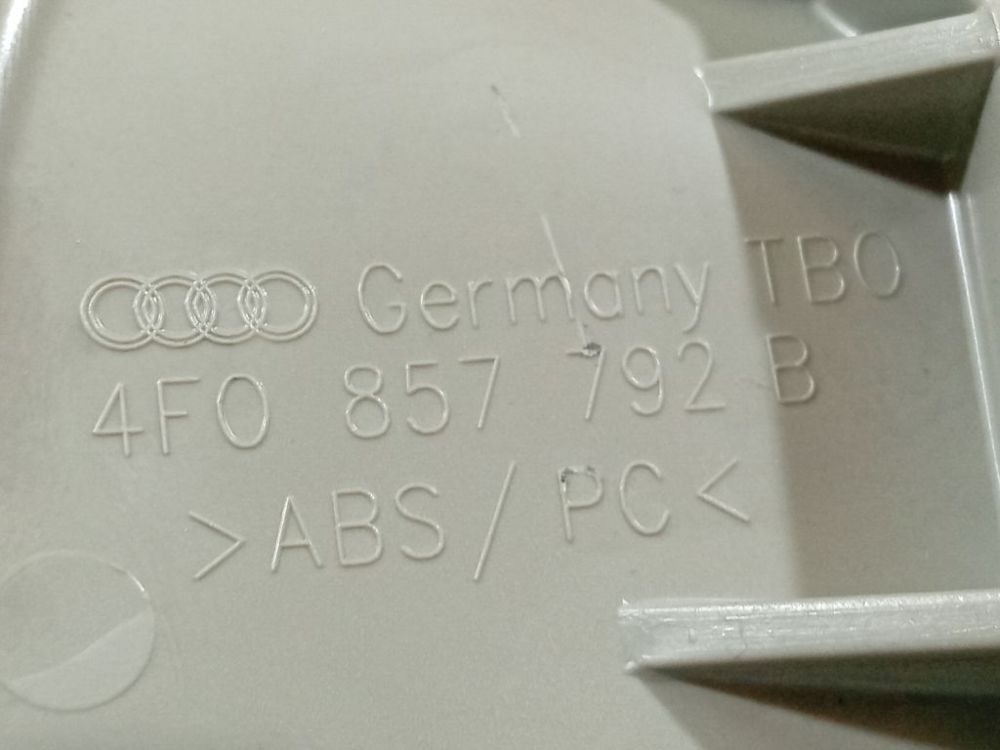 Germany TBO
4F0 857 792 B
>ABS/PC<